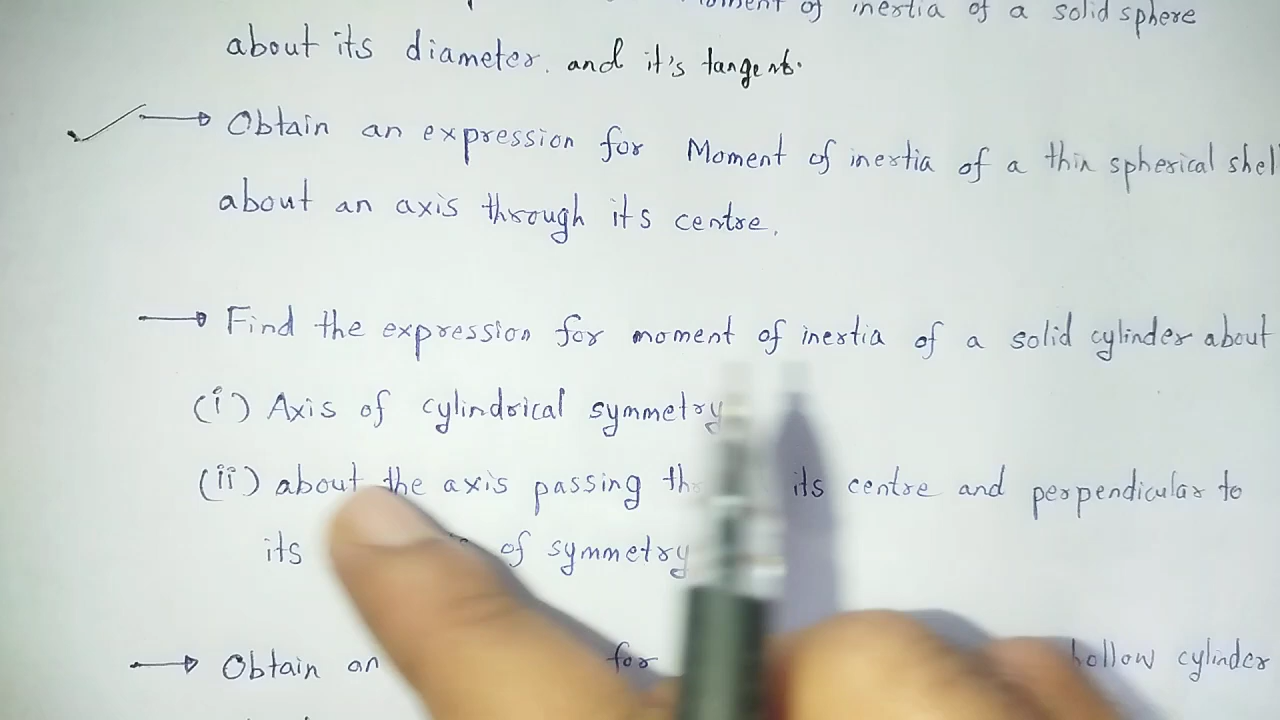 Moment of inertia of a solid sphere
about its diameter. and it's tangent.
→ Obtain an expression for Moment of inertia of a thin spherical shell
about an axis through its centre.
→ Find the expression for moment of inertia of a solid cylinder about
(i) Axis of cylindrical symmetry
(ii) about the axis passing its centre and perpendicular to
its of symmetry
→ Obtain an for hollow cylinder